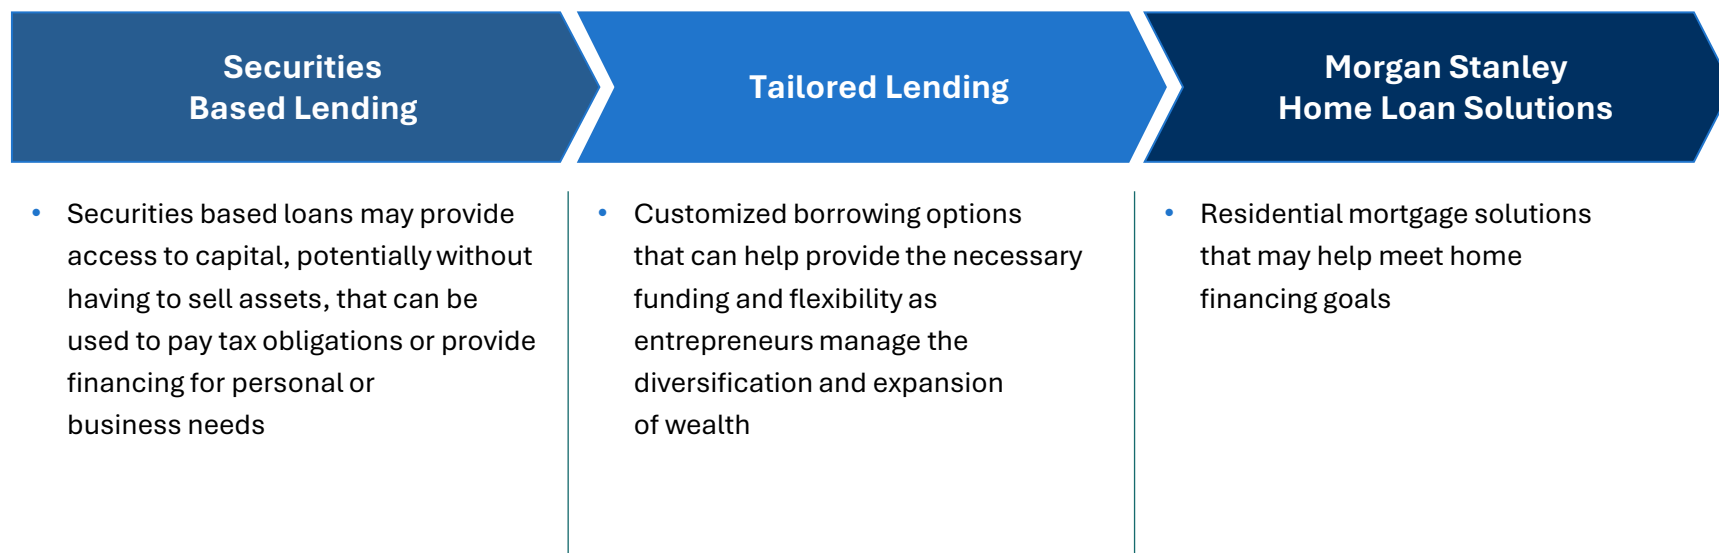 Securities
Based Lending
Tailored Lending
Morgan Stanley
Home Loan Solutions
• Securities based loans may provide
access to capital, potentially without
having to sell assets, that can be
used to pay tax obligations or provide
financing for personal or
business needs
• Customized borrowing options
that can help provide the necessary
funding and flexibility as
entrepreneurs manage the
diversification and expansion
of wealth
• Residential mortgage solutions
that may help meet home
financing goals